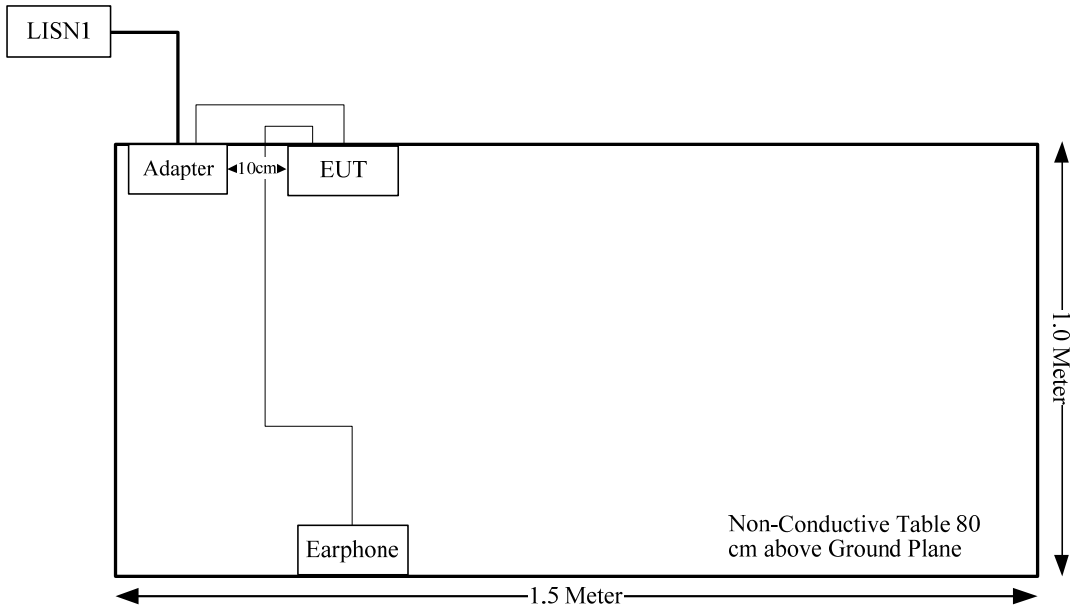 LISN1
Adapter
10cm
EUT
1.0 Meter
Earphone
Non-Conductive Table 80
cm above Ground Plane
1.5 Meter